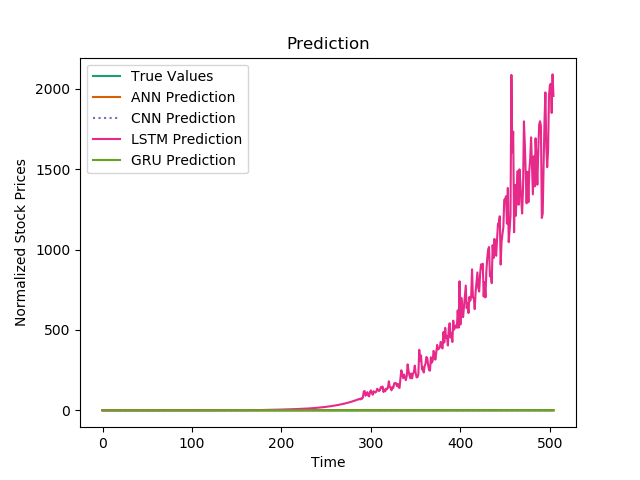 Prediction
True Values
ANN Prediction
CNN Prediction
LSTM Prediction
GRU Prediction
Normalized Stock Prices
2000
1500
1000
500
0
0 100 200 300 400 500
Time